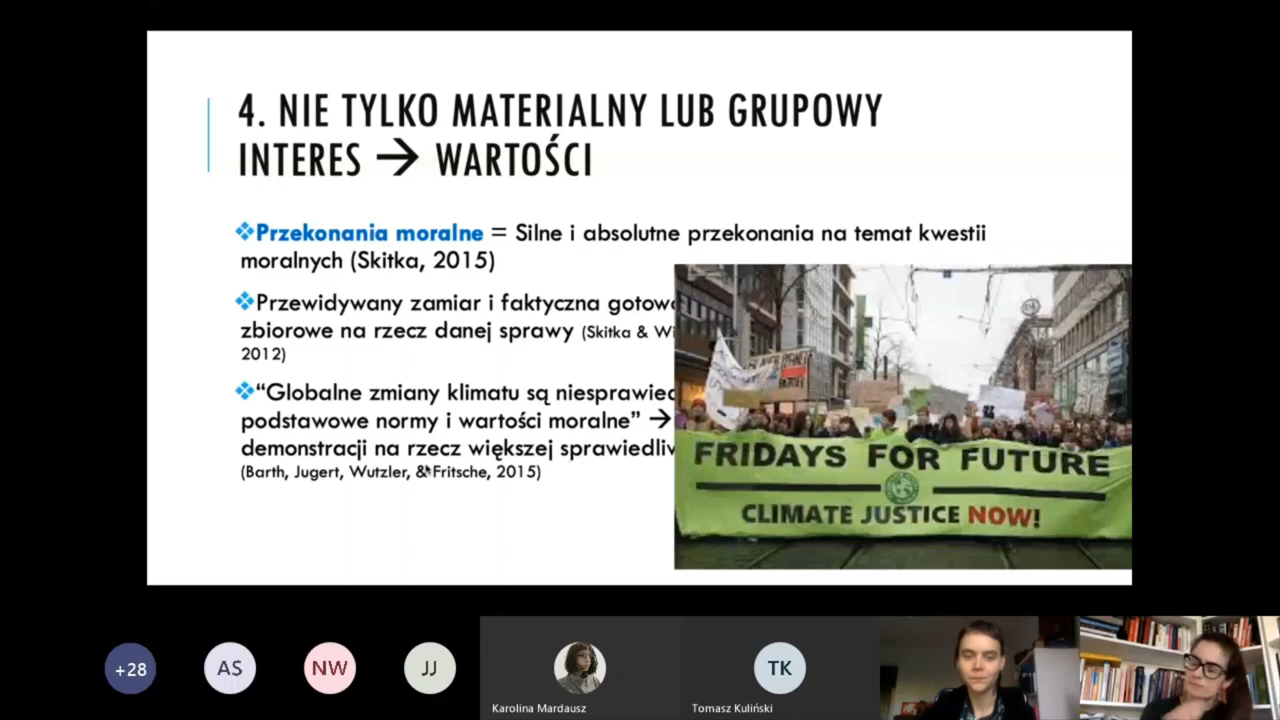 4. NIE TYLKO MATERIALNY LUB GRUPOWY
INTERES → WARTOŚCI
❖Przekonania moralne = Silne i absolutne przekonania na temat kwestii
moralnych (Skitka, 2015)
❖Przewidywany zamiar i faktyczna gotow
zbiorowe na rzecz danej sprawy (Skitka & Wi
2012)
❖“Globalne zmiany klimatu są niesprawied
podstawowe normy i wartości moralne” →
demonstracji na rzecz większej sprawiedliw
(Barth, Jugert, Wutzler, & Fritsche, 2015)
FRIDAYS FOR FUTURE
CLIMATE JUSTICE NOW!
+28
AS
NW
JJ
TK
Karolina Mardausz
Tomasz Kuliński